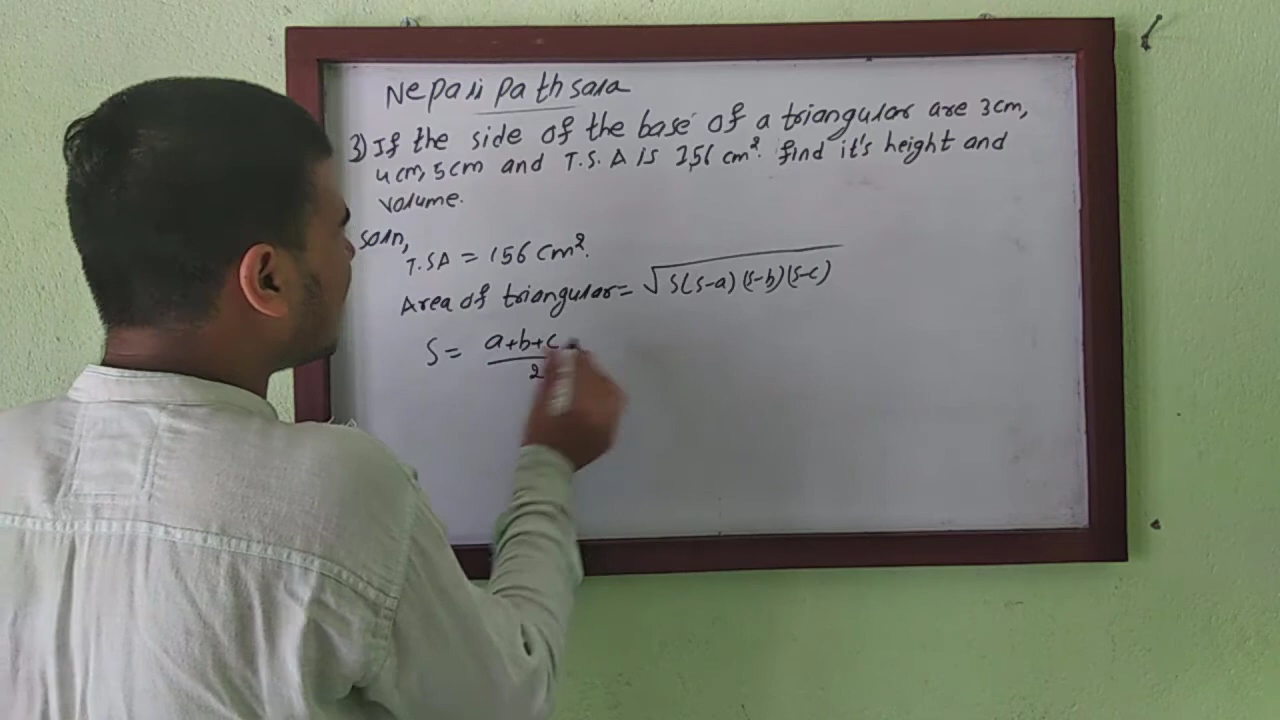 Nepali Pathsala
3) If the side of the base of a triangular are 3cm,
4cm, 5cm and T.S.A is 156 cm². find it's height and
volume.
soln,
T.SA = 156 cm².
Area of triangular = √S(S-a)(S-b)(S-c)
S = a+b+c
2